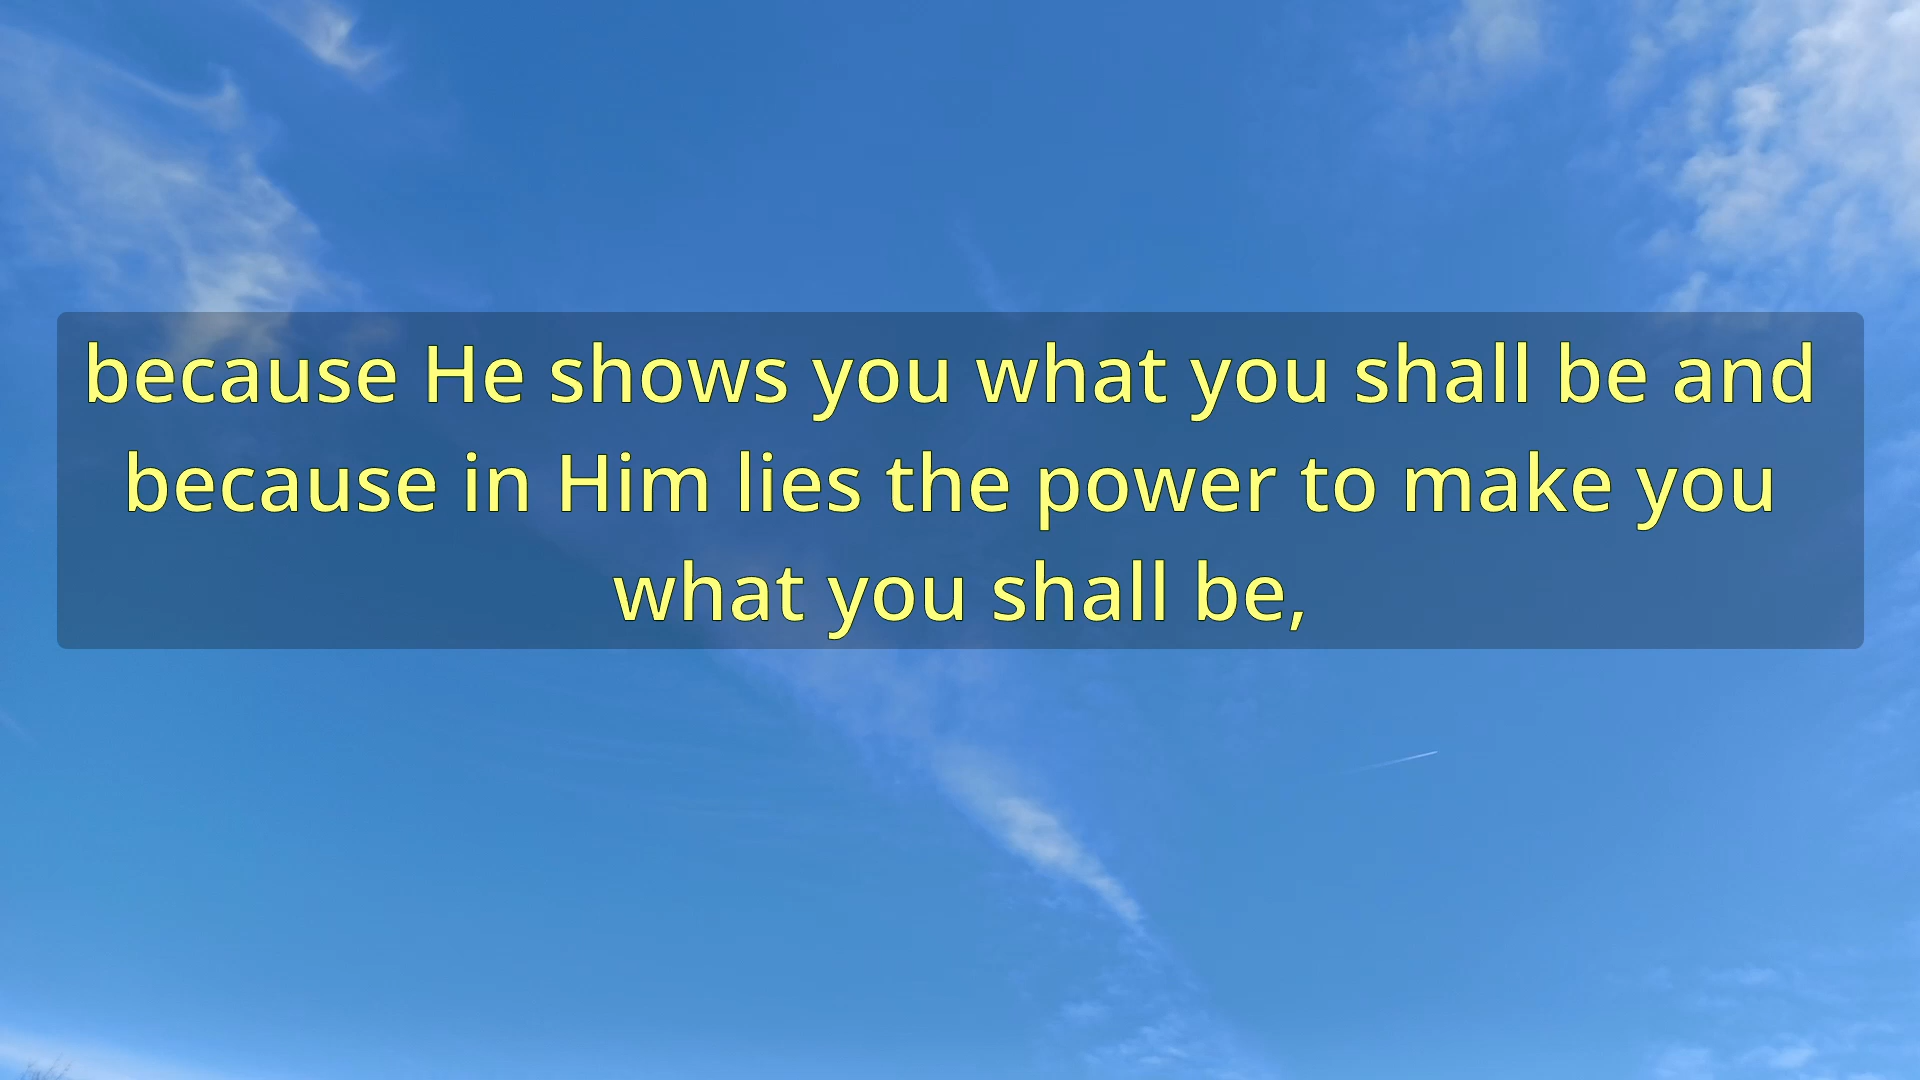 because He shows you what you shall be and
because in Him lies the power to make you
what you shall be,